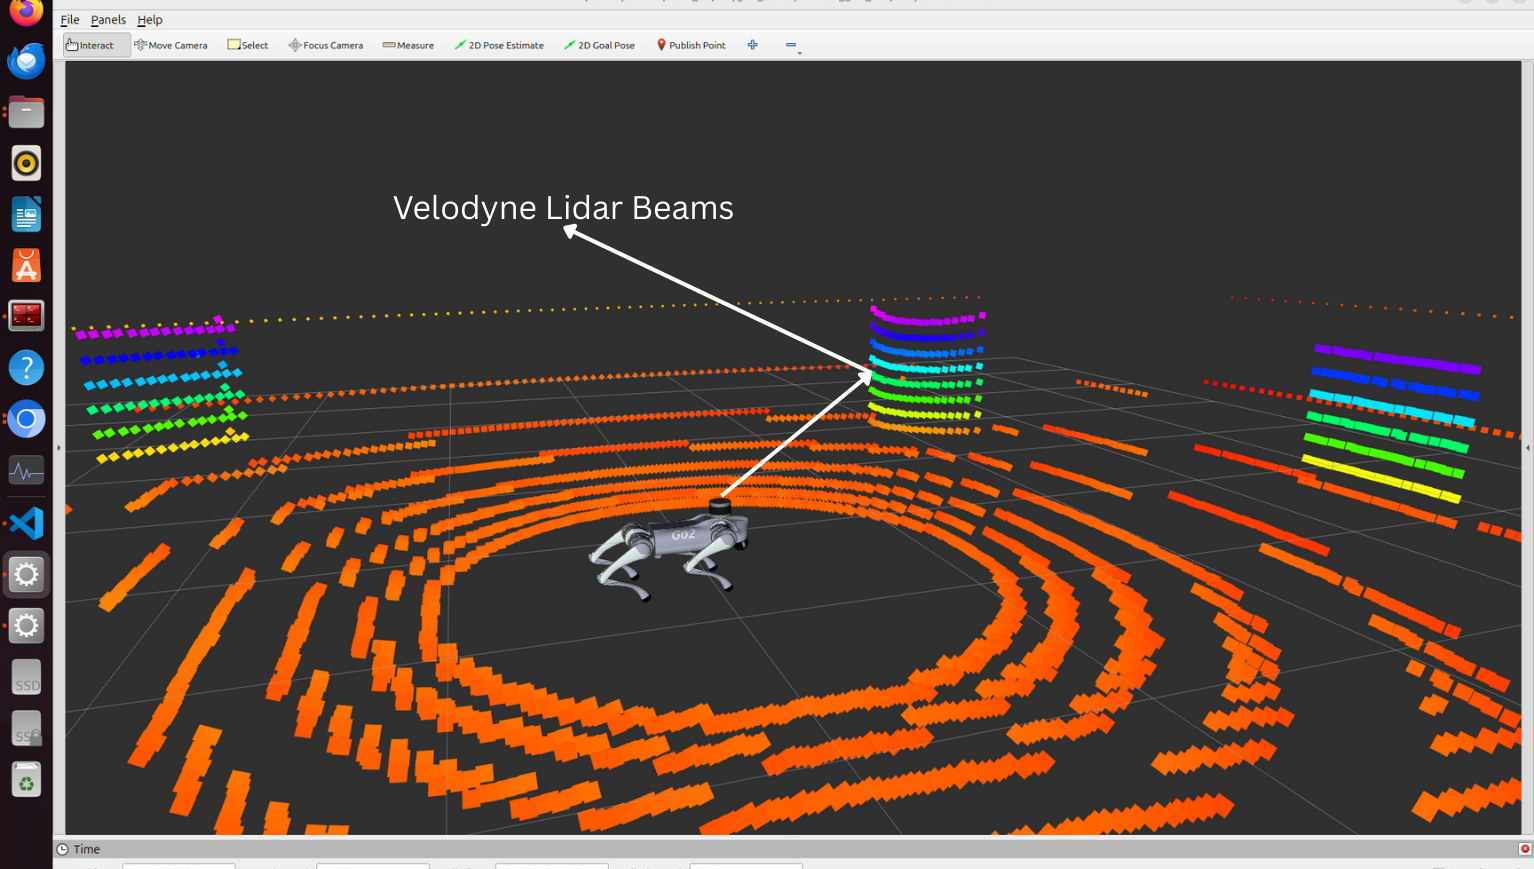 File Panels Help
Interact Move Camera Select Focus Camera Measure 2D Pose Estimate 2D Goal Pose Publish Point
Velodyne Lidar Beams
Go2
SSD
SSD
Time